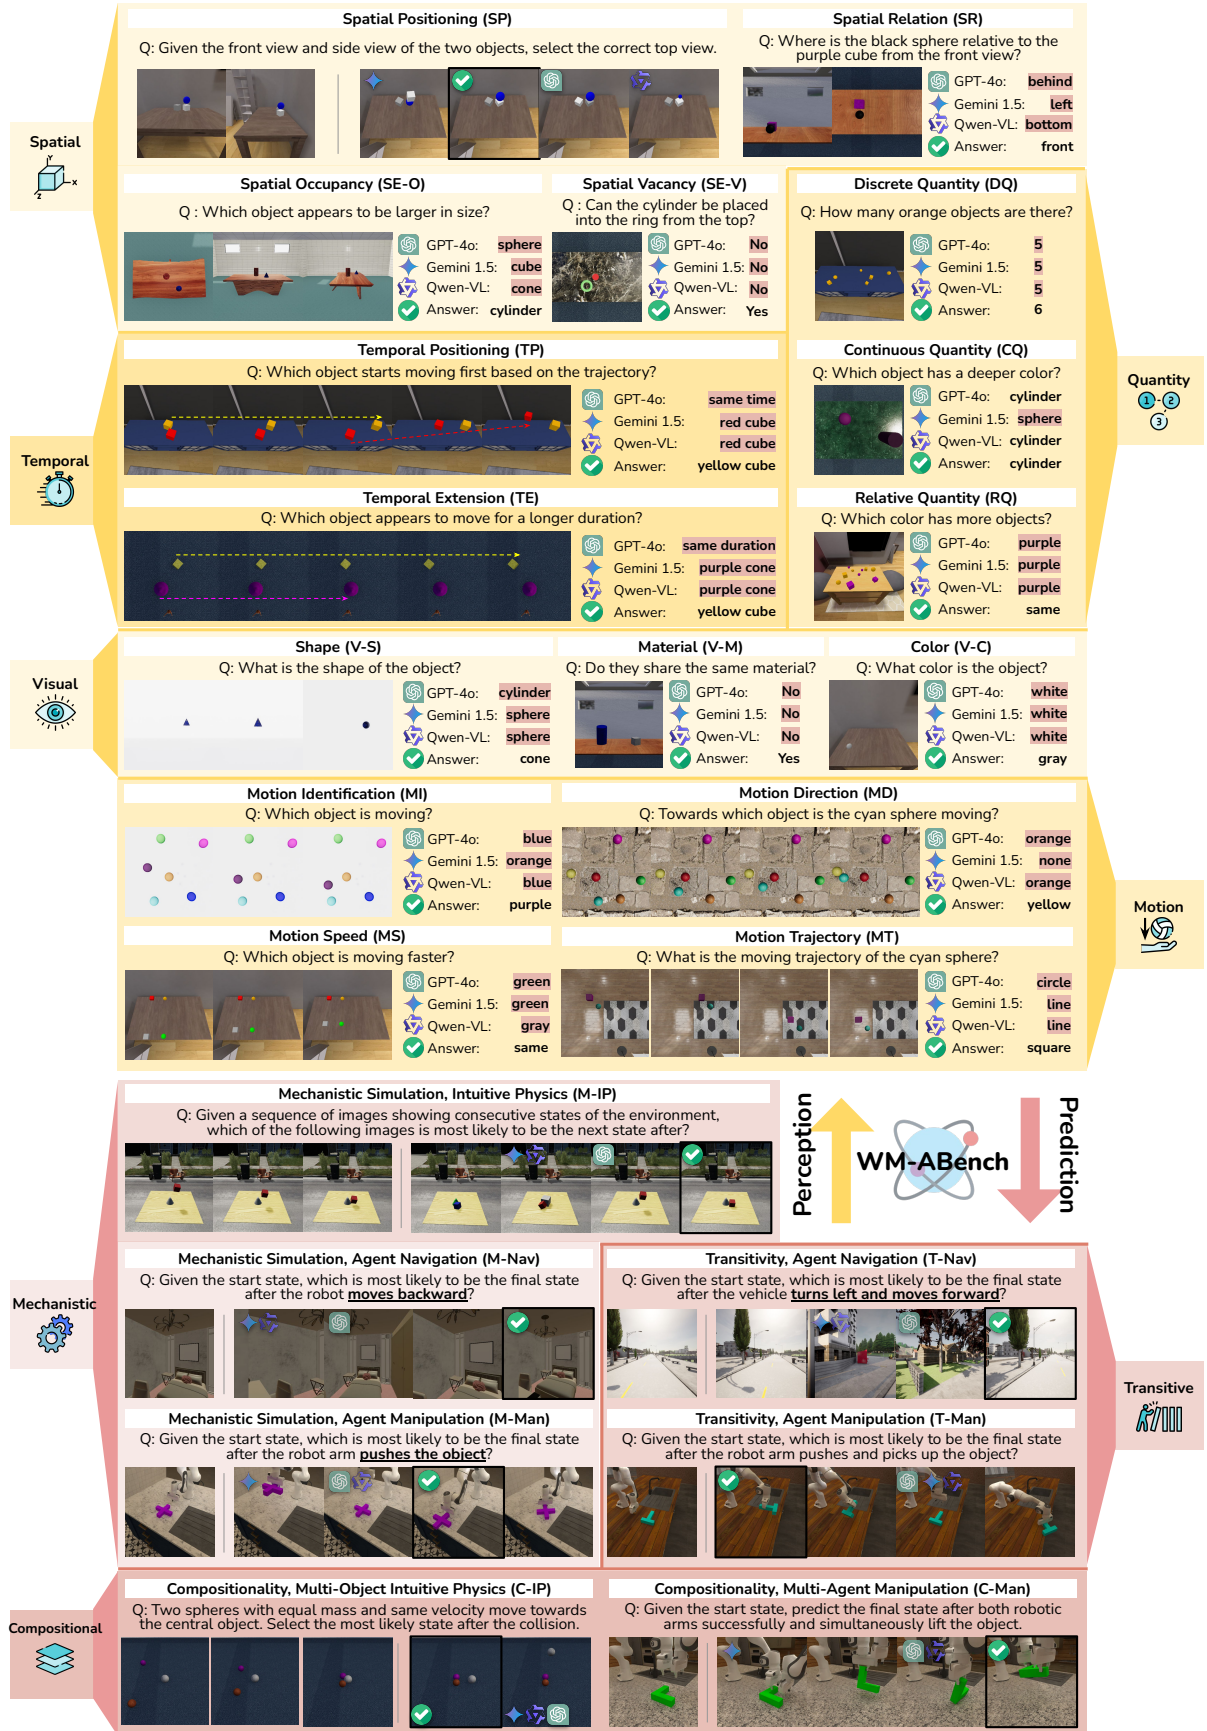 Spatial Positioning (SP)
Q: Given the front view and side view of the two objects, select the correct top view.
Spatial Relation (SR)
Q: Where is the black sphere relative to the
purple cube from the front view?
GPT-4o: behind
Gemini 1.5: left
Qwen-VL: bottom
Answer: front
Spatial
Y
X
Z
Spatial Occupancy (SE-O)
Q : Which object appears to be larger in size?
GPT-4o: sphere
Gemini 1.5: cube
Qwen-VL: cone
Answer: cylinder
Spatial Vacancy (SE-V)
Q : Can the cylinder be placed
into the ring from the top?
GPT-4o: No
Gemini 1.5: No
Qwen-VL: No
Answer: Yes
Discrete Quantity (DQ)
Q: How many orange objects are there?
GPT-4o: 5
Gemini 1.5: 5
Qwen-VL: 5
Answer: 6
Temporal Positioning (TP)
Q: Which object starts moving first based on the trajectory?
GPT-4o: same time
Gemini 1.5: red cube
Qwen-VL: red cube
Answer: yellow cube
Continuous Quantity (CQ)
Q: Which object has a deeper color?
GPT-4o: cylinder
Gemini 1.5: sphere
Qwen-VL: cylinder
Answer: cylinder
Quantity
1 2
3
Temporal
Temporal Extension (TE)
Q: Which object appears to move for a longer duration?
GPT-4o: same duration
Gemini 1.5: purple cone
Qwen-VL: purple cone
Answer: yellow cube
Relative Quantity (RQ)
Q: Which color has more objects?
GPT-4o: purple
Gemini 1.5: purple
Qwen-VL: purple
Answer: same
Visual
Shape (V-S)
Q: What is the shape of the object?
GPT-4o: cylinder
Gemini 1.5: sphere
Qwen-VL: sphere
Answer: cone
Material (V-M)
Q: Do they share the same material?
GPT-4o: No
Gemini 1.5: No
Qwen-VL: No
Answer: Yes
Color (V-C)
Q: What color is the object?
GPT-4o: white
Gemini 1.5: white
Qwen-VL: white
Answer: gray
Motion Identification (MI)
Q: Which object is moving?
GPT-4o: blue
Gemini 1.5: orange
Qwen-VL: blue
Answer: purple
Motion Direction (MD)
Q: Towards which object is the cyan sphere moving?
GPT-4o: orange
Gemini 1.5: none
Qwen-VL: orange
Answer: yellow
Motion
Motion Speed (MS)
Q: Which object is moving faster?
GPT-4o: green
Gemini 1.5: green
Qwen-VL: gray
Answer: same
Motion Trajectory (MT)
Q: What is the moving trajectory of the cyan sphere?
GPT-4o: circle
Gemini 1.5: line
Qwen-VL: line
Answer: square
Mechanistic Simulation, Intuitive Physics (M-IP)
Q: Given a sequence of images showing consecutive states of the environment,
which of the following images is most likely to be the next state after?
Perception
WM-ABench
Prediction
Mechanistic
Mechanistic Simulation, Agent Navigation (M-Nav)
Q: Given the start state, which is most likely to be the final state
after the robot moves backward?
Transitivity, Agent Navigation (T-Nav)
Q: Given the start state, which is most likely to be the final state
after the vehicle turns left and moves forward?
Transitive
Mechanistic Simulation, Agent Manipulation (M-Man)
Q: Given the start state, which is most likely to be the final state
after the robot arm pushes the object?
Transitivity, Agent Manipulation (T-Man)
Q: Given the start state, which is most likely to be the final state
after the robot arm pushes and picks up the object?
Compositional
Compositionality, Multi-Object Intuitive Physics (C-IP)
Q: Two spheres with equal mass and same velocity move towards
the central object. Select the most likely state after the collision.
Compositionality, Multi-Agent Manipulation (C-Man)
Q: Given the start state, predict the final state after both robotic
arms successfully and simultaneously lift the object.